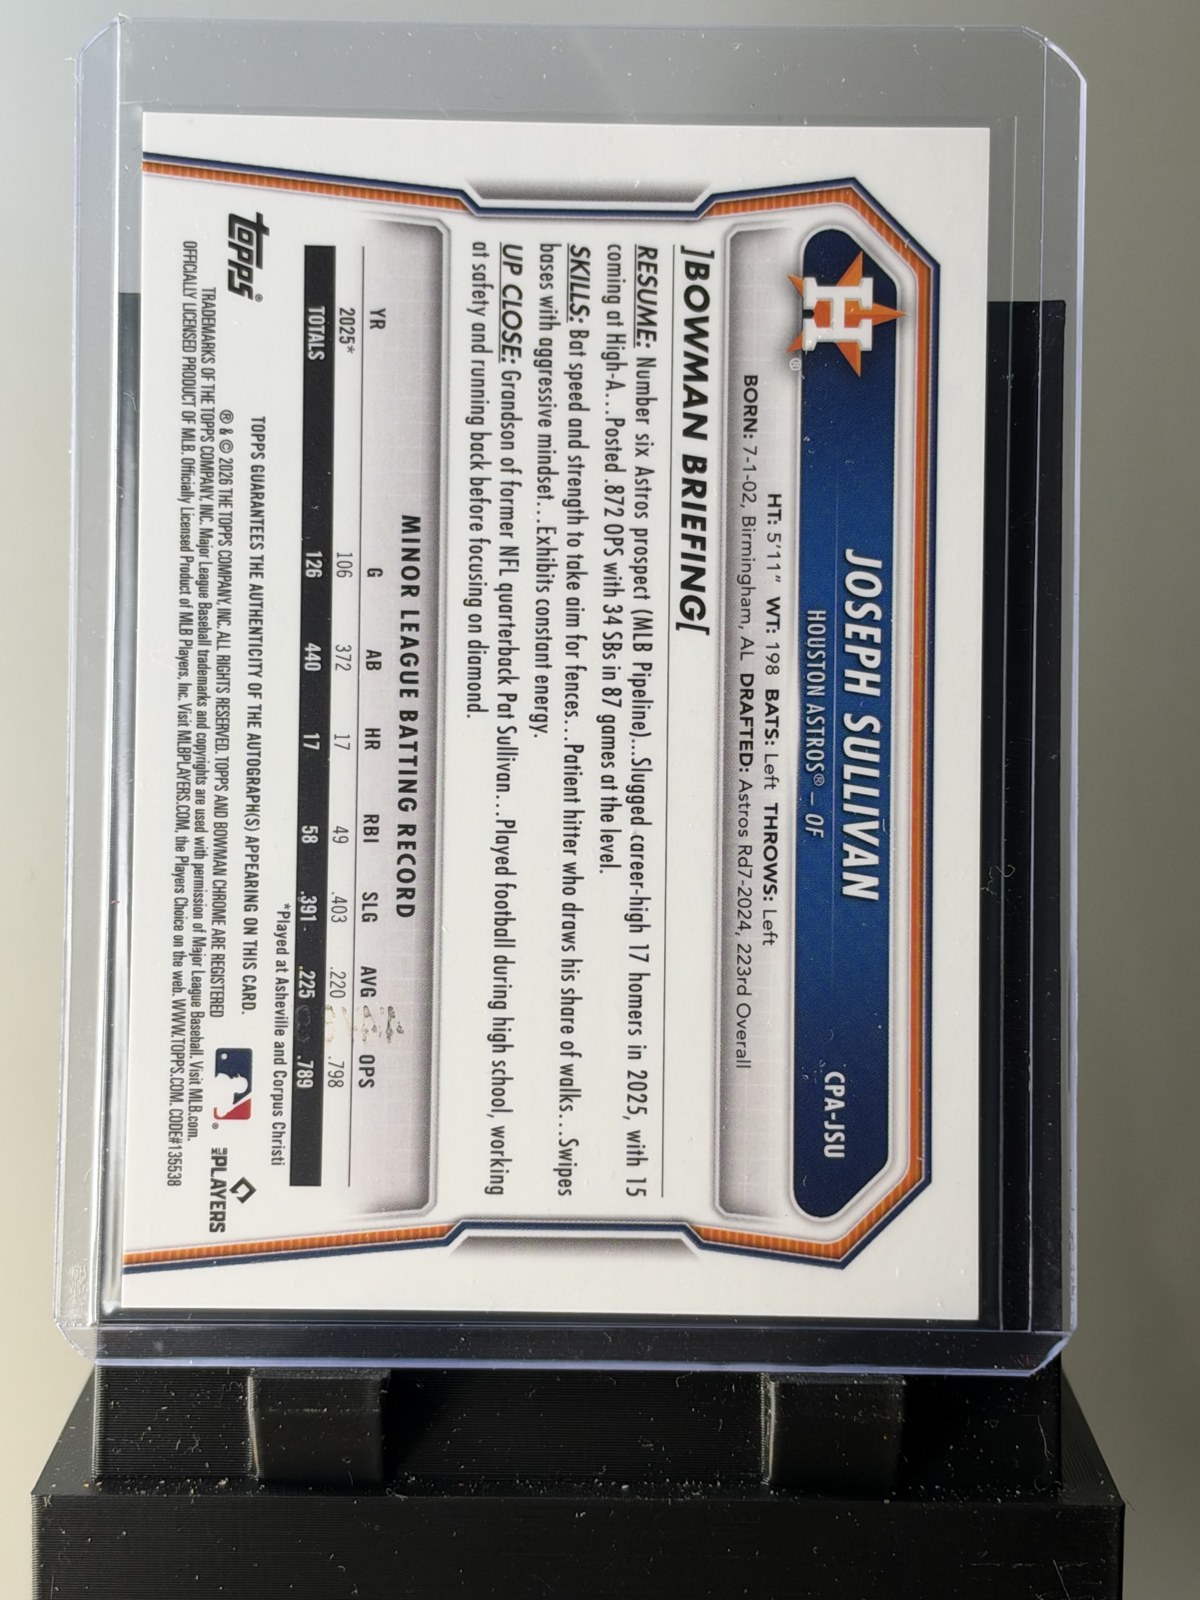 JOSEPH SULLIVAN
HOUSTON ASTROS® – OF
CPA-JSU
H
®
HT: 5'11" WT: 198 BATS: Left THROWS: Left
BORN: 7-1-02, Birmingham, AL DRAFTED: Astros Rd7-2024, 223rd Overall
]BOWMAN BRIEFING[
RESUME: Number six Astros prospect (MLB Pipeline)...Slugged career-high 17 homers in 2025, with 15
coming at High-A...Posted .872 OPS with 34 SBs in 87 games at the level.
SKILLS: Bat speed and strength to take aim for fences...Patient hitter who draws his share of walks...Swipes
bases with aggressive mindset...Exhibits constant energy.
UP CLOSE: Grandson of former NFL quarterback Pat Sullivan...Played football during high school, working
at safety and running back before focusing on diamond.
MINOR LEAGUE BATTING RECORD
YR G AB HR RBI SLG AVG OPS
2025* 106 372 17 49 .403 .220 .798
TOTALS 126 440 17 58 .391 .225 .789
*Played at Asheville and Corpus Christi
topps®
TOPPS GUARANTEES THE AUTHENTICITY OF THE AUTOGRAPH(S) APPEARING ON THIS CARD.
® & © 2026 THE TOPPS COMPANY, INC. ALL RIGHTS RESERVED. TOPPS AND BOWMAN CHROME ARE REGISTERED
TRADEMARKS OF THE TOPPS COMPANY, INC. Major League Baseball trademarks and copyrights are used with permission of Major League Baseball. Visit MLB.com.
OFFICIALLY LICENSED PRODUCT OF MLB. Officially Licensed Product of MLB Players, Inc. Visit MLBPLAYERS.COM, the Players Choice on the web. WWW.TOPPS.COM. CODE#135538
®
MLB PLAYERS